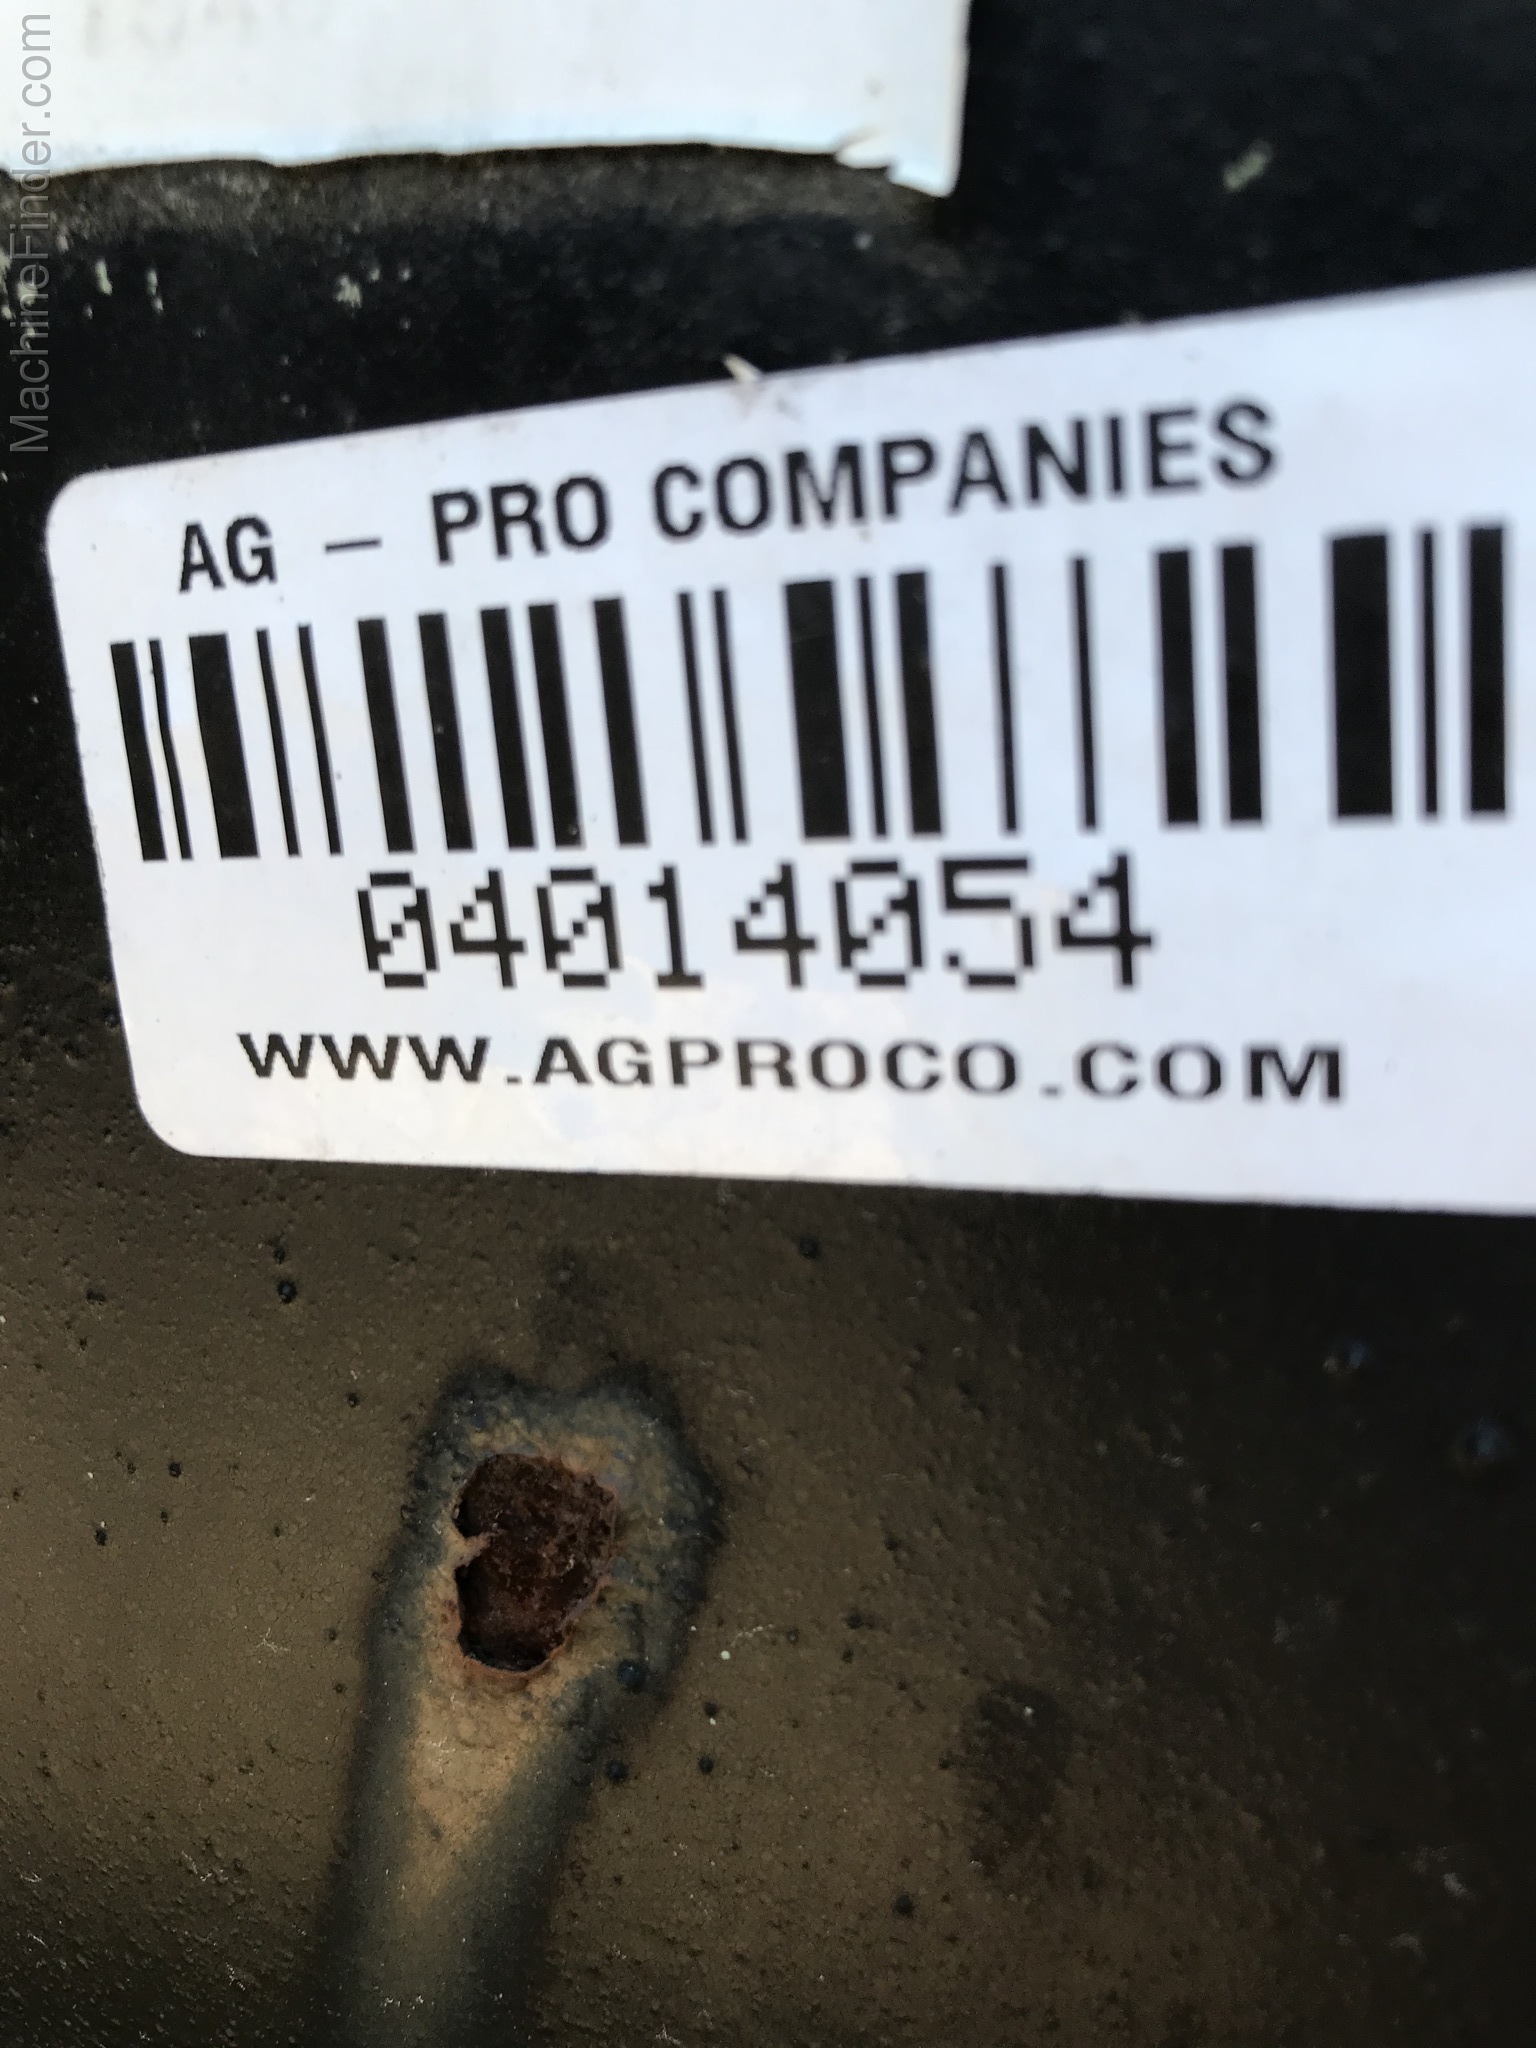 MachineFinder.com
AG - PRO COMPANIES
04014054
WWW.AGPROCO.COM